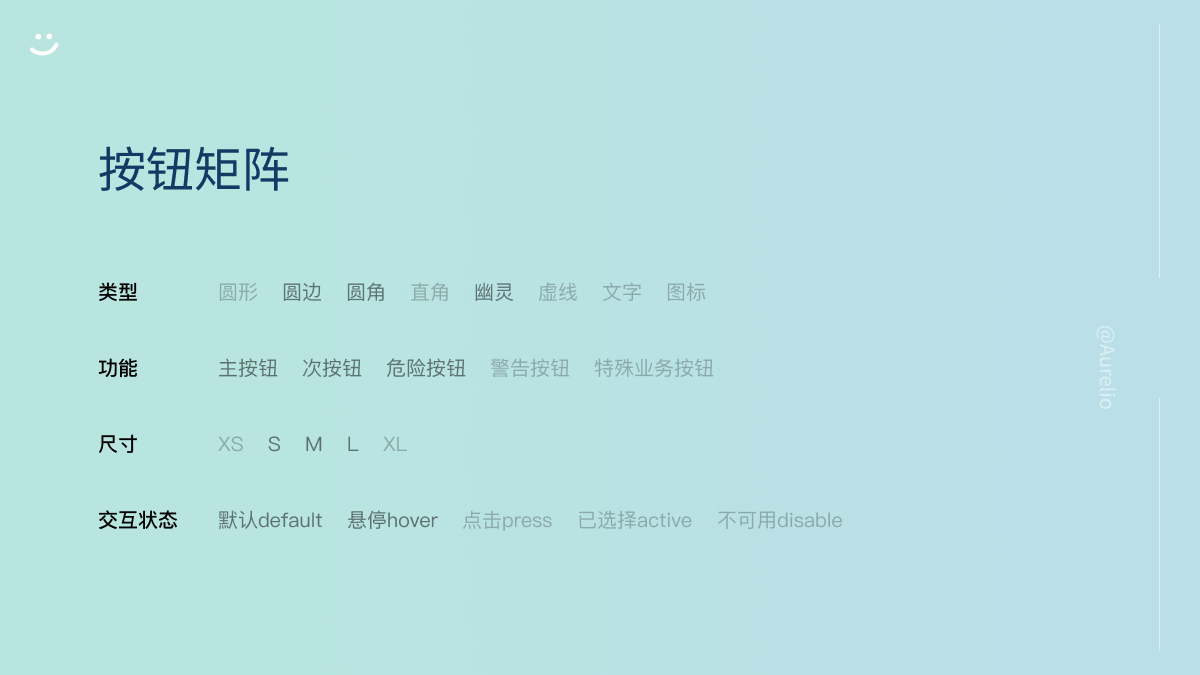 按钮矩阵
类型 圆形 圆边 圆角 直角 幽灵 虚线 文字 图标
功能 主按钮 次按钮 危险按钮 警告按钮 特殊业务按钮
尺寸 XS S M L XL
交互状态 默认default 悬停hover 点击press 已选择active 不可用disable
@Aurelio